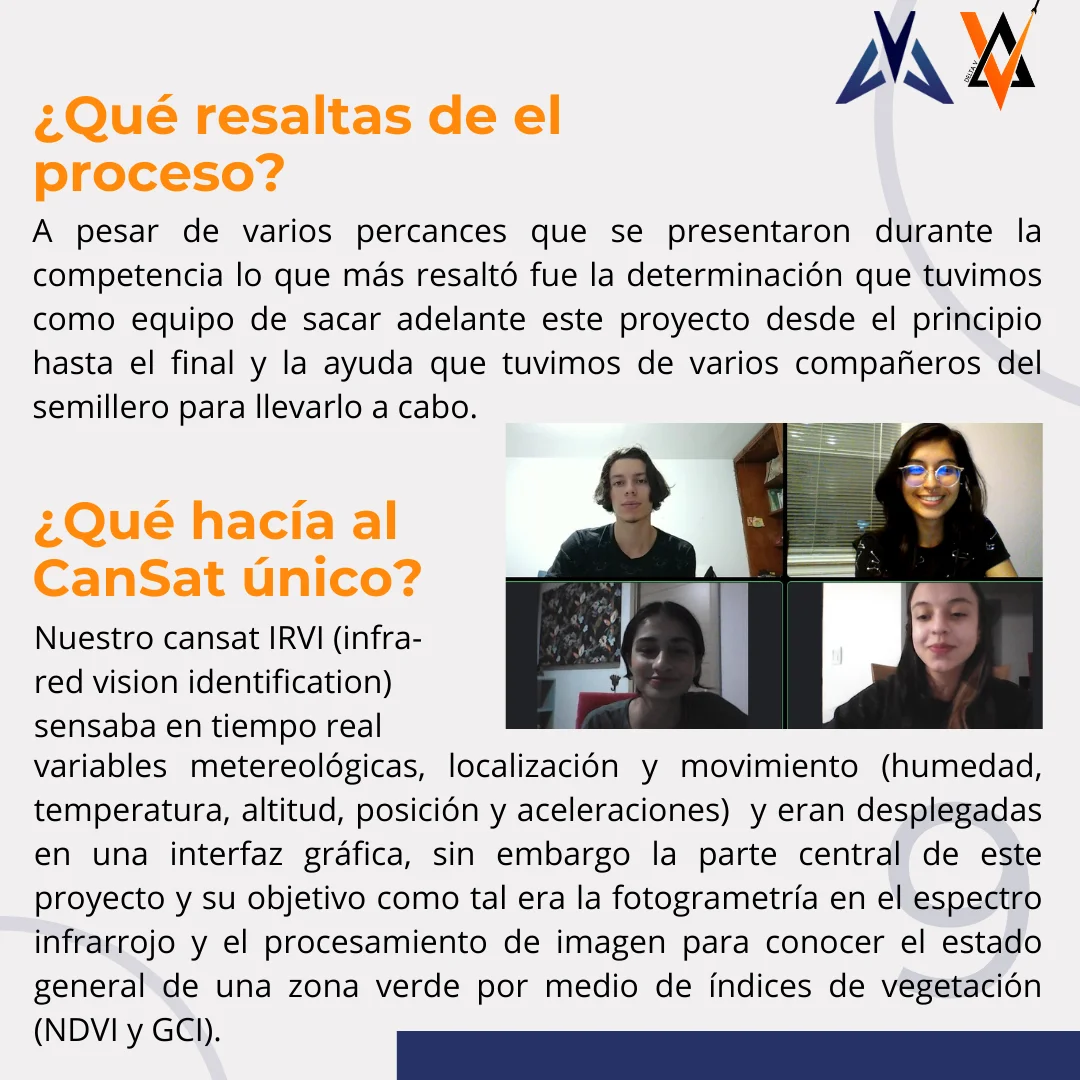 DELTA V
¿Qué resaltas de el
proceso?
A pesar de varios percances que se presentaron durante la
competencia lo que más resaltó fue la determinación que tuvimos
como equipo de sacar adelante este proyecto desde el principio
hasta el final y la ayuda que tuvimos de varios compañeros del
semillero para llevarlo a cabo.
¿Qué hacía al
CanSat único?
Nuestro cansat IRVI (infra-
red vision identification)
sensaba en tiempo real
variables metereológicas, localización y movimiento (humedad,
temperatura, altitud, posición y aceleraciones) y eran desplegadas
en una interfaz gráfica, sin embargo la parte central de este
proyecto y su objetivo como tal era la fotogrametría en el espectro
infrarrojo y el procesamiento de imagen para conocer el estado
general de una zona verde por medio de índices de vegetación
(NDVI y GCI).
9